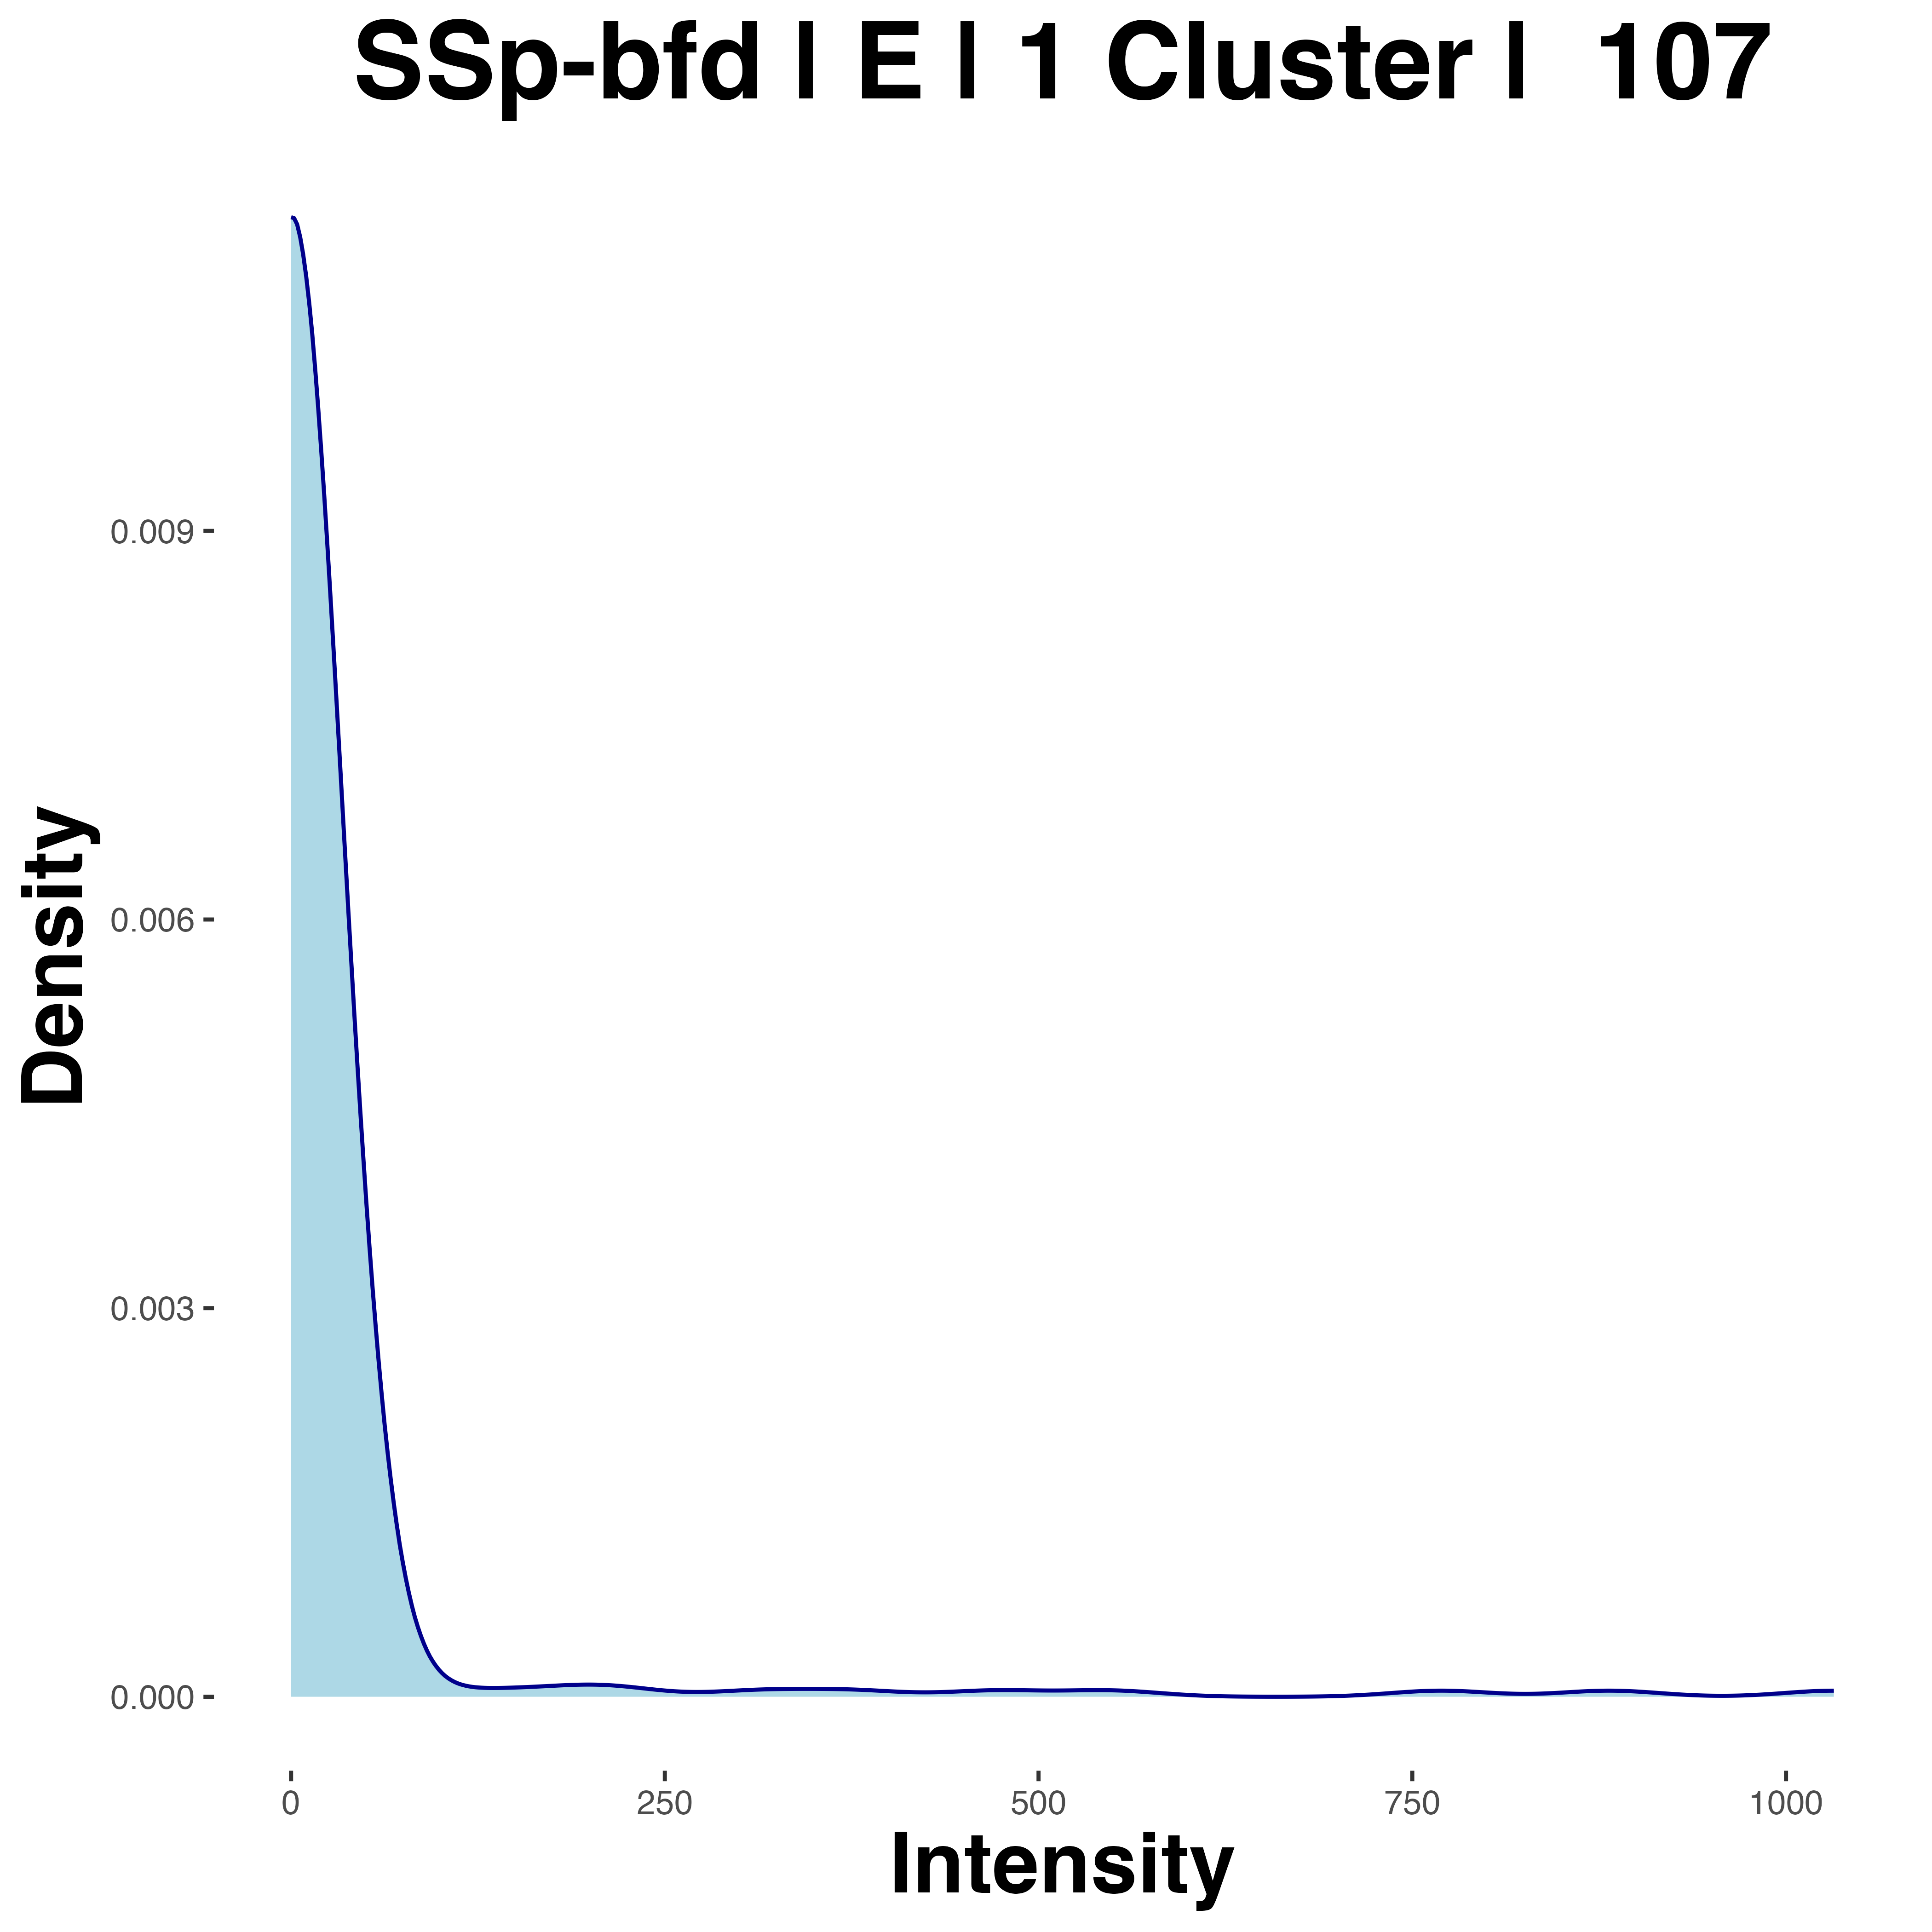 SSp-bfd | E | 1 Cluster | 107
Density
0.009
0.006
0.003
0.000
0 250 500 750 1000
Intensity